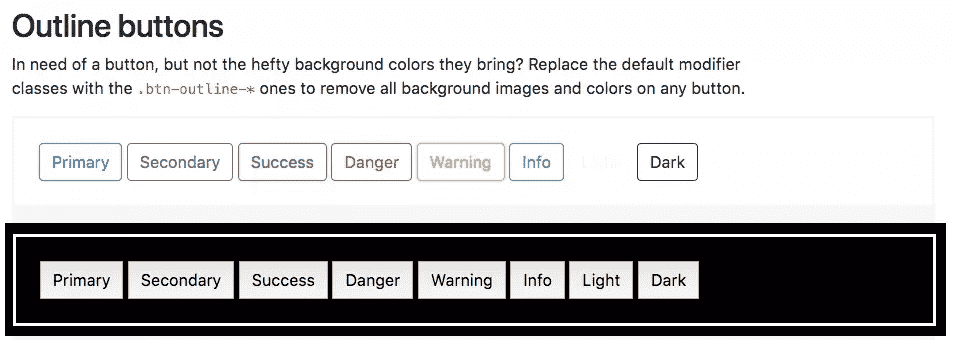 Outline buttons
In need of a button, but not the hefty background colors they bring? Replace the default modifier
classes with the .btn-outline-* ones to remove all background images and colors on any button.
Primary Secondary Success Danger Warning Info Light Dark
Primary Secondary Success Danger Warning Info Light Dark